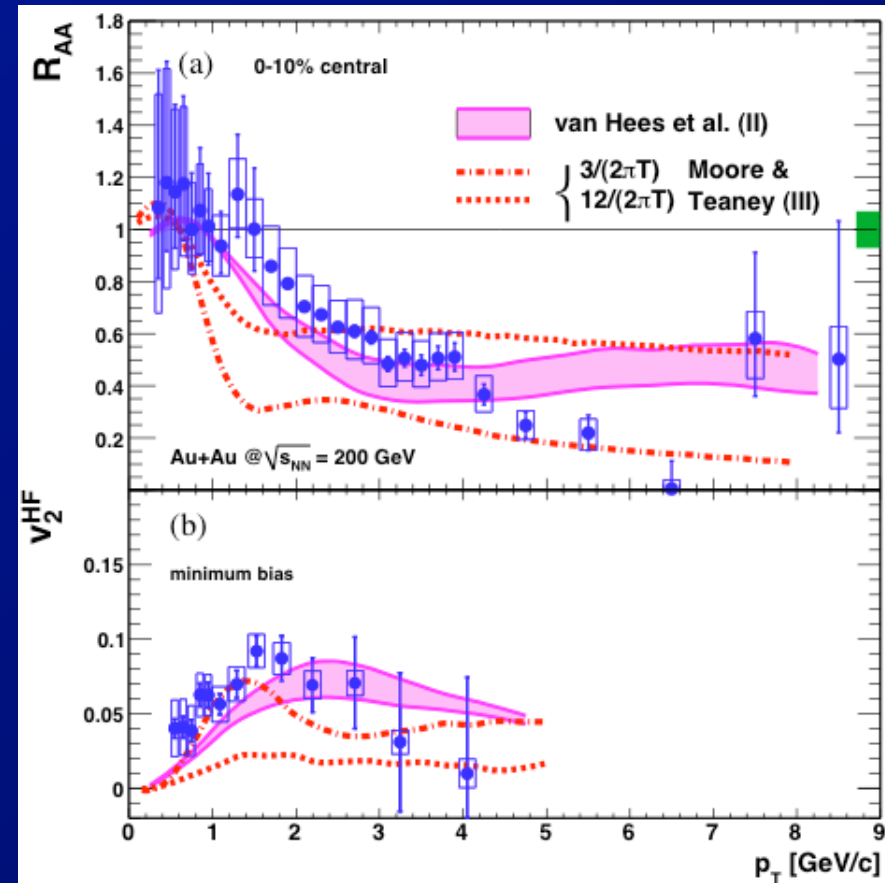 R_AA
1.8
1.6
1.4
1.2
1
0.8
0.6
0.4
0.2
(a) 0-10% central
van Hees et al. (II)
3/(2πT) Moore &
12/(2πT) Teaney (III)
Au+Au @ √s_NN = 200 GeV
v_2^HF
0.15
0.1
0.05
0
(b)
minimum bias
0 1 2 3 4 5 6 7 8 9
p_T [GeV/c]